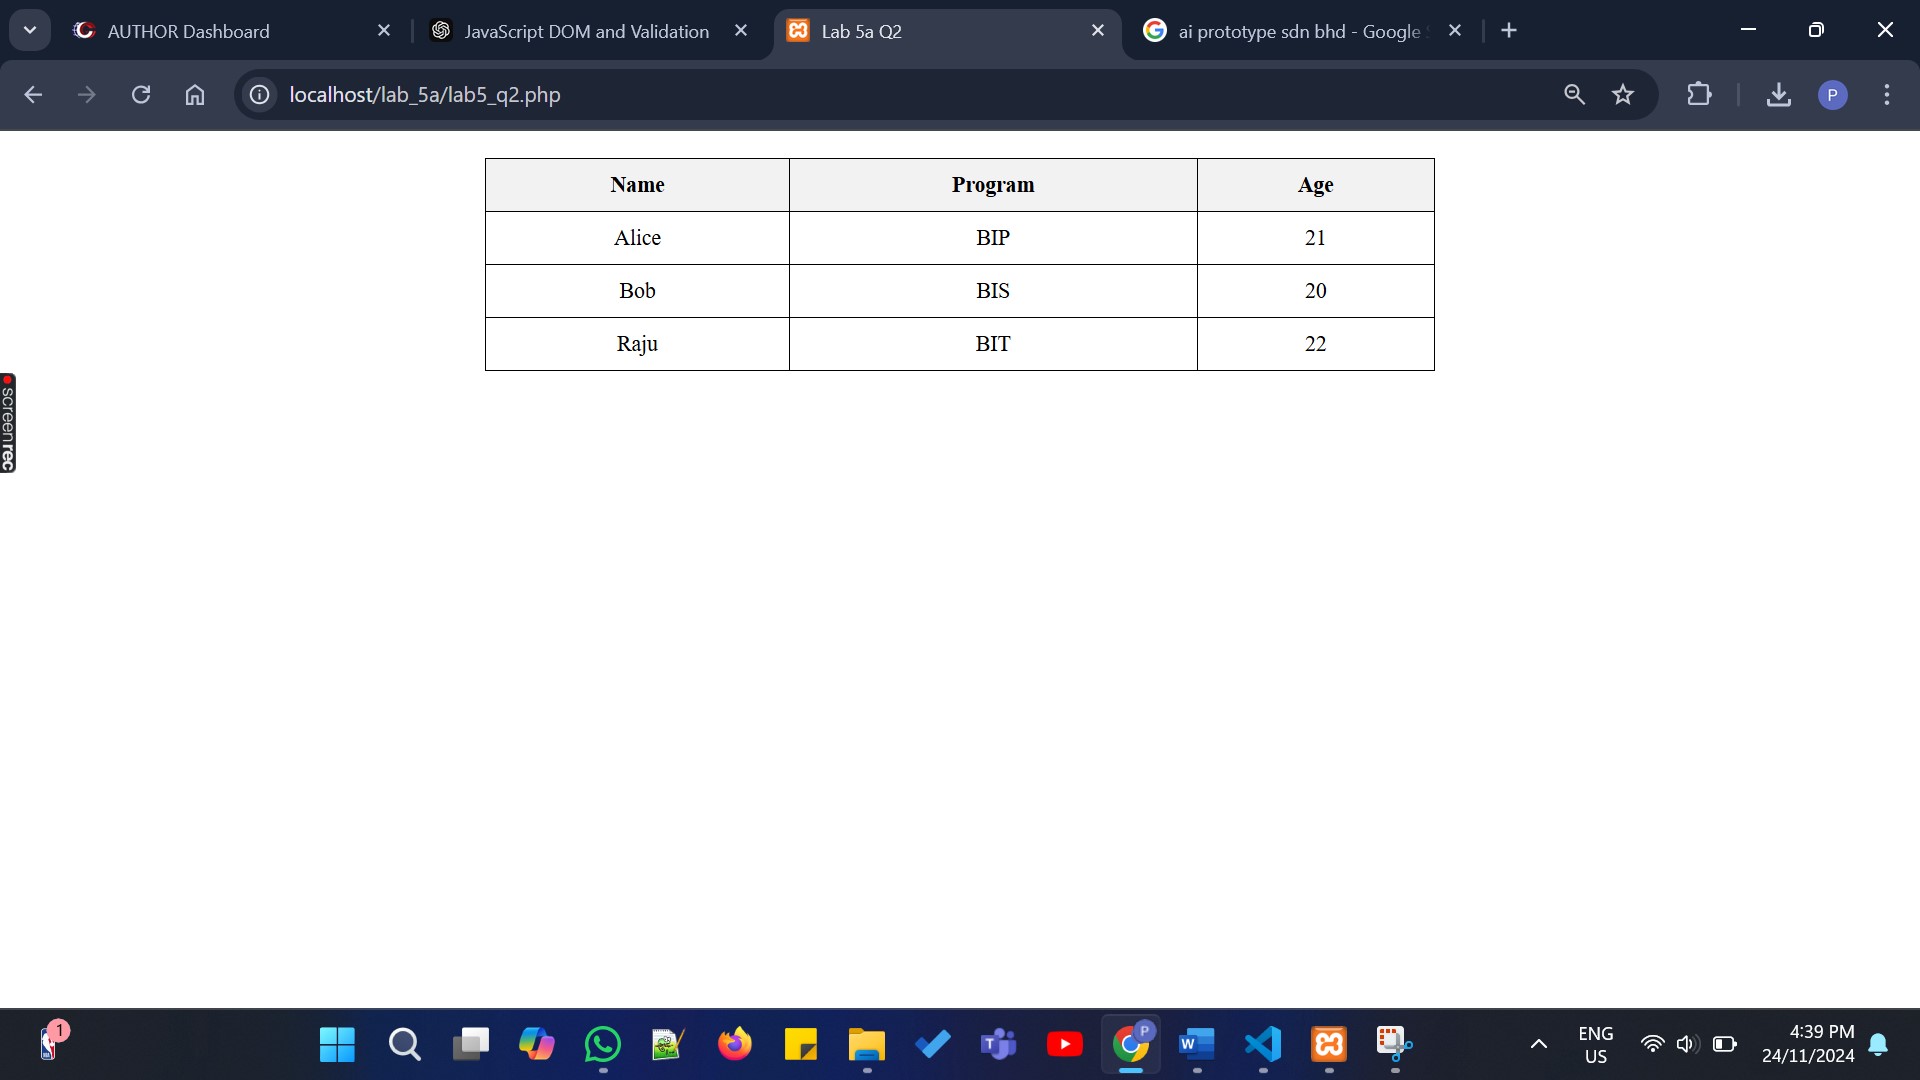 AUTHOR Dashboard
JavaScript DOM and Validation
Lab 5a Q2
ai prototype sdn bhd - Google
localhost/lab_5a/lab5_q2.php
P
Name Program Age
Alice BIP 21
Bob BIS 20
Raju BIT 22
screenrec
1
P
ENG
US
4:39 PM
24/11/2024